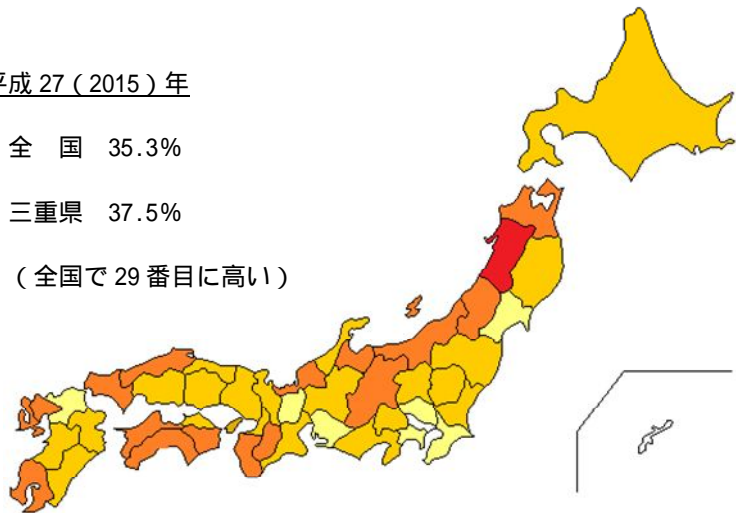 平成 27 ( 2015 ) 年
全　国　35.3%
三重県　37.5%
( 全国で 29 番目に高い )